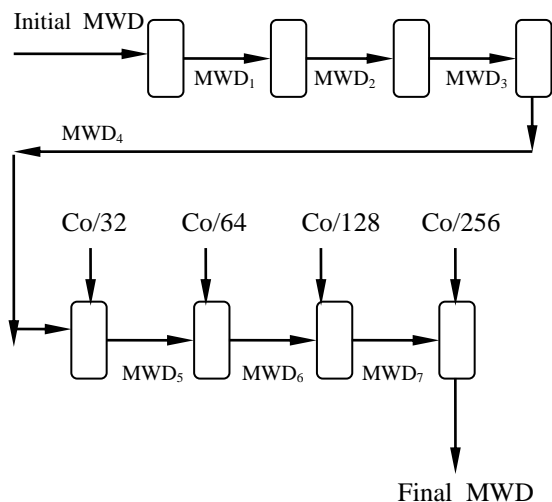 Initial MWD
MWD₁
MWD₂
MWD₃
MWD₄
Co/32
Co/64
Co/128
Co/256
MWD₅
MWD₆
MWD₇
Final MWD